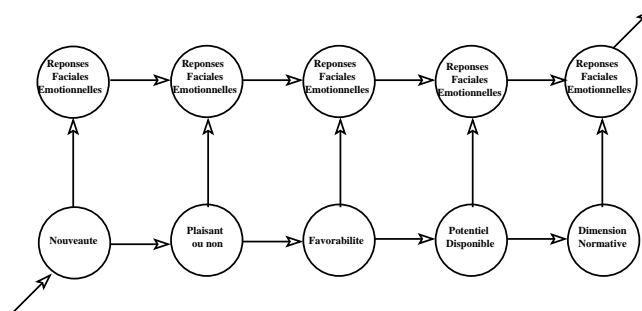 Reponses
Faciales
Emotionnelles
Reponses
Faciales
Emotionnelles
Reponses
Faciales
Emotionnelles
Reponses
Faciales
Emotionnelles
Reponses
Faciales
Emotionnelles
Nouveaute
Plaisant
ou non
Favorabilite
Potentiel
Disponible
Dimension
Normative